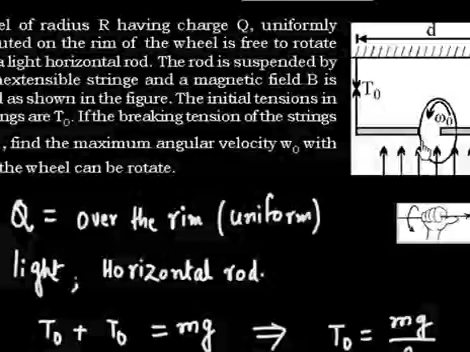 el of radius R having charge Q, uniformly d
uted on the rim of the wheel is free to rotate
a light horizontal rod. The rod is suspended by
nextensible stringe and a magnetic field B is
d as shown in the figure. The initial tensions in T₀
ngs are T₀. If the breaking tension of the strings ω₀
, find the maximum angular velocity w₀ with
the wheel can be rotate.
Q = over the rim (uniform)
light, Horizontal rod.
T₀ + T₀ = mg ⇒ T₀ = mg